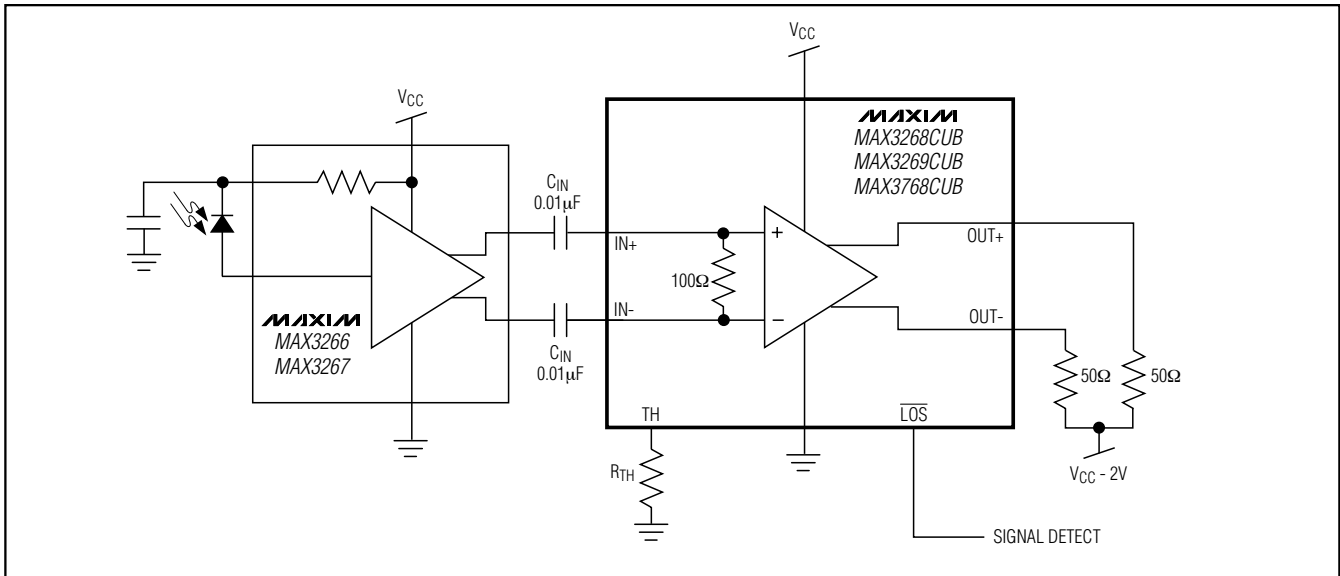 VCC
MAXIM
MAX3268CUB
MAX3269CUB
MAX3768CUB
VCC
CIN
0.01μF
IN+
+
OUT+
100Ω
IN-
−
OUT-
MAXIM
MAX3266
MAX3267
CIN
0.01μF
50Ω
50Ω
TH
LOS
RTH
VCC - 2V
SIGNAL DETECT